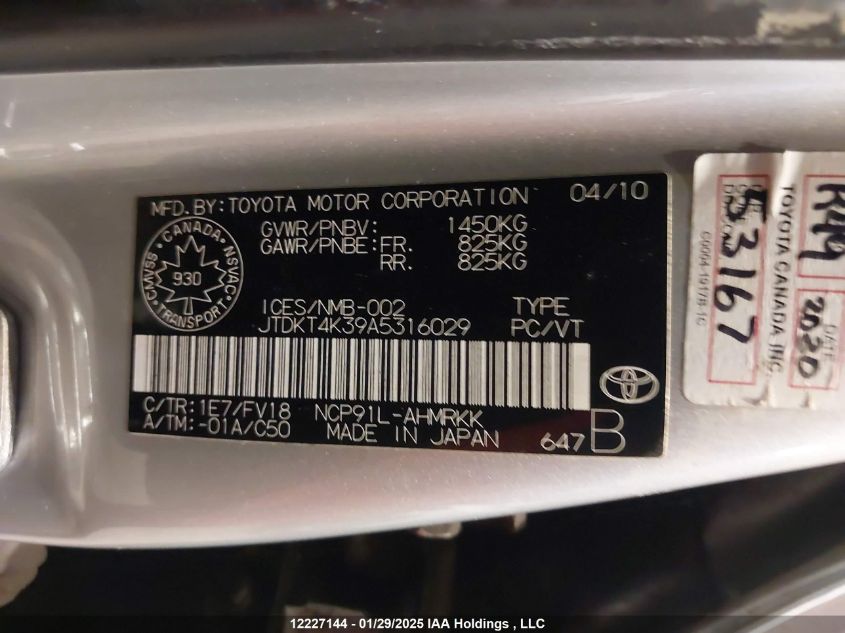 MFD. BY: TOYOTA MOTOR CORPORATION 04/10
GVWR/PNBV: 1450KG
GAWR/PNBE: FR. 825KG
RR. 825KG
CANADA
CMVSS NSVAC
930
TRANSPORT
ICES/NMB-002 TYPE
JTDKT4K39A5316029 PC/VT
C/TR: 1E7/FV18 NCP91L-AHMRKK
A/TM: -01A/C50 MADE IN JAPAN
647 B
TOYOTA CANADA INC.
53167
R49
DATE
2020
12227144 - 01/29/2025 IAA Holdings , LLC